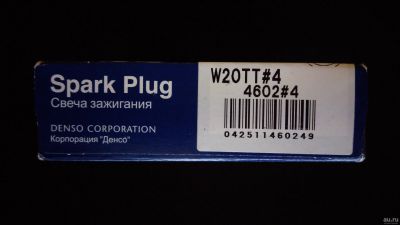 Spark Plug
Свеча зажигания
DENSO CORPORATION
Корпорация "Денсо"
W20TT#4
4602#4
042511460249
au.ru